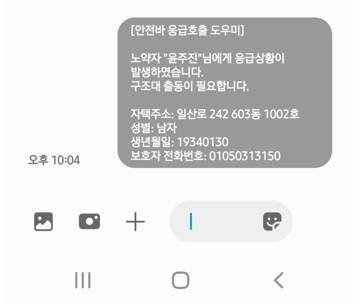 [안전바 응급호출 도우미]
노약자 "윤주진"님에게 응급상황이
발생하였습니다.
구조대 출동이 필요합니다.
자택주소: 일산로 242 603동 1002호
성별: 남자
생년월일: 19340130
보호자 전화번호: 01050313150
오후 10:04